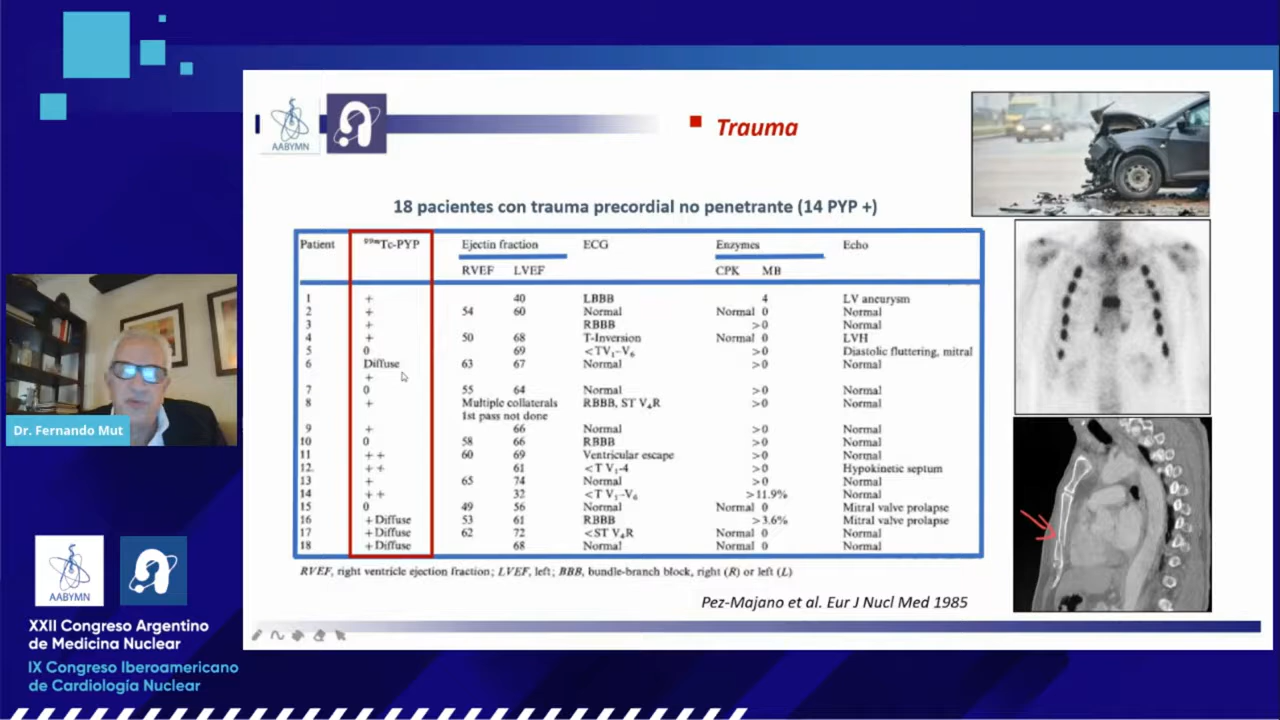 AABYMN
Trauma
18 pacientes con trauma precordial no penetrante (14 PYP +)
Patient 99mTc-PYP Ejectin fraction ECG Enzymes Echo
RVEF LVEF CPK MB
1 + 40 LBBB 4 LV aneurysm
2 + 54 60 Normal Normal 0 Normal
3 + RBBB >0 Normal
4 + 50 68 T-Inversion Normal 0 LVH
5 0 69 <TV1–V6 >0 Diastolic fluttering, mitral
6 Diffuse 63 67 Normal >0 Normal
+
7 0 55 64 Normal >0 Normal
8 + Multiple collaterals RBBB, ST V4R >0 Normal
1st pass not done
9 + 66 Normal >0 Normal
10 0 58 66 RBBB >0 Normal
11 ++ 60 69 Ventricular escape >0 Normal
12. ++ 61 <T V1-4 >0 Hypokinetic septum
13 + 65 74 Normal >0 Normal
14 ++ 32 <T V1–V6 >11.9% Normal
15 0 49 56 Normal Normal 0 Mitral valve prolapse
16 +Diffuse 53 61 RBBB >3.6% Mitral valve prolapse
17 +Diffuse 62 72 <ST V4R Normal 0 Normal
18 +Diffuse 68 Normal Normal 0 Normal
RVEF, right ventricle ejection fraction; LVEF, left; BBB, bundle-branch block, right (R) or left (L)
Pez-Majano et al. Eur J Nucl Med 1985
Dr. Fernando Mut
AABYMN
XXII Congreso Argentino
de Medicina Nuclear
IX Congreso Iberoamericano
de Cardiología Nuclear